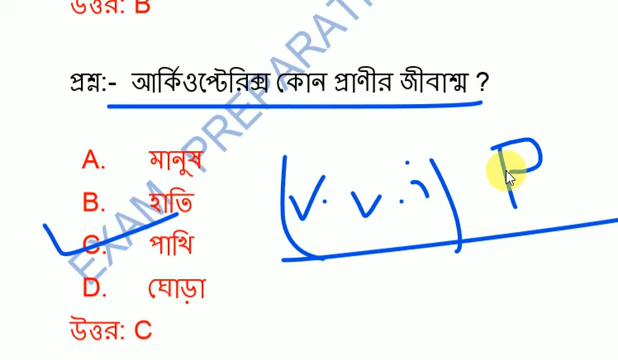 উত্তর: B
প্রশ্ন:- আর্কিওপ্টেরিক্স কোন প্রাণীর জীবাশ্ম ?
A. মানুষ
B. হাতি
C. পাখি
D. ঘোড়া
(V. V. i) P
উত্তর: C
EXAM PREPARATI